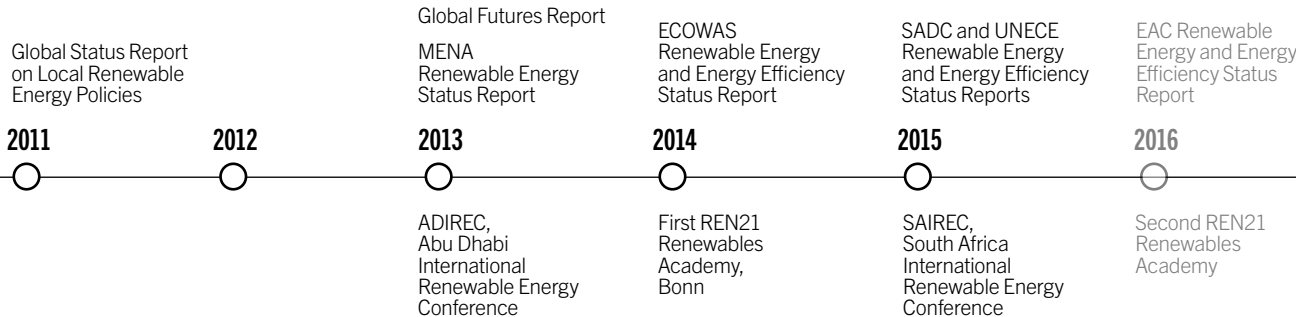 Global Status Report
on Local Renewable
Energy Policies
Global Futures Report
MENA
Renewable Energy
Status Report
ECOWAS
Renewable Energy
and Energy Efficiency
Status Report
SADC and UNECE
Renewable Energy
and Energy Efficiency
Status Reports
EAC Renewable
Energy and Energy
Efficiency Status
Report
2011
2012
2013
2014
2015
2016
ADIREC,
Abu Dhabi
International
Renewable Energy
Conference
First REN21
Renewables
Academy,
Bonn
SAIREC,
South Africa
International
Renewable Energy
Conference
Second REN21
Renewables
Academy